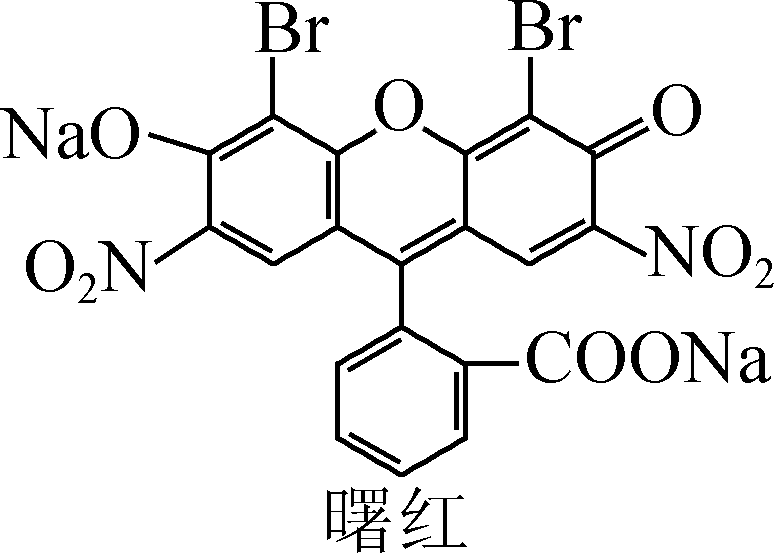 Br Br
NaO O O
O₂N NO₂
COONa
曙红